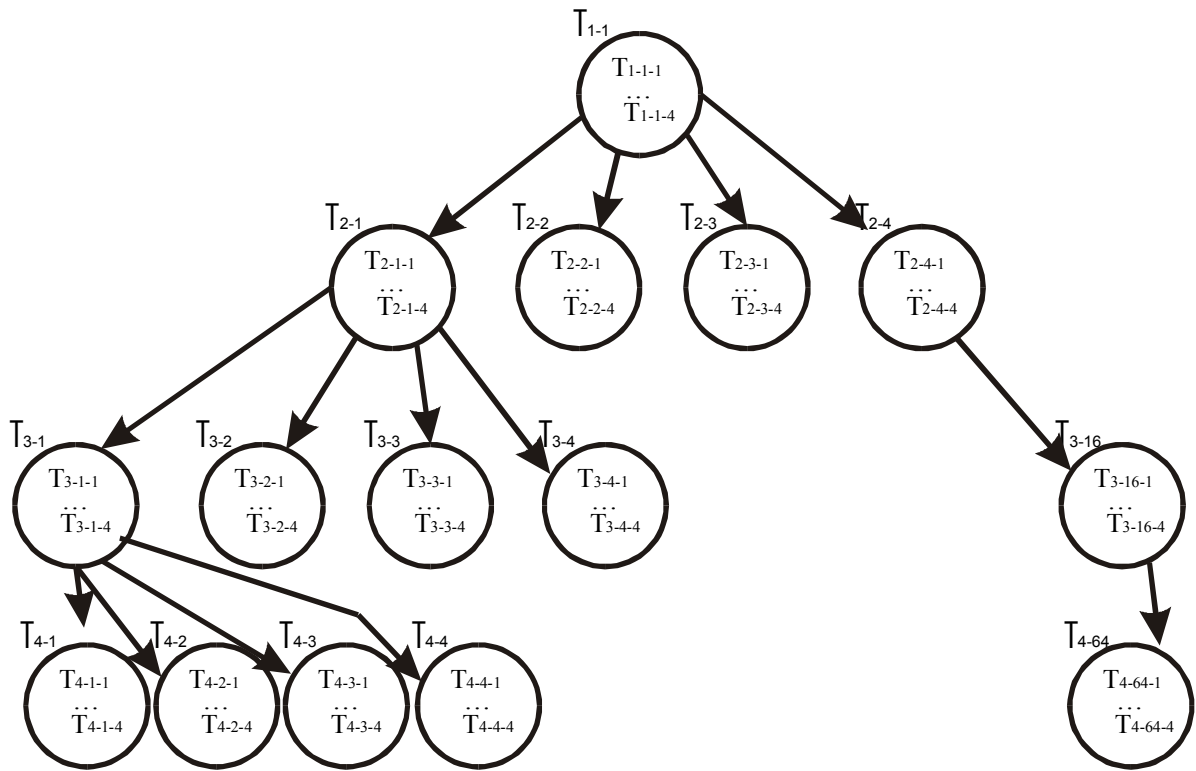 T1-1
T1-1-1
...
T1-1-4
T2-1
T2-2
T2-3
T2-4
T2-1-1
...
T2-1-4
T2-2-1
...
T2-2-4
T2-3-1
...
T2-3-4
T2-4-1
...
T2-4-4
T3-1
T3-2
T3-3
T3-4
T3-16
T3-1-1
...
T3-1-4
T3-2-1
...
T3-2-4
T3-3-1
...
T3-3-4
T3-4-1
...
T3-4-4
T3-16-1
...
T3-16-4
T4-1
T4-2
T4-3
T4-4
T4-64
T4-1-1
...
T4-1-4
T4-2-1
...
T4-2-4
T4-3-1
...
T4-3-4
T4-4-1
...
T4-4-4
T4-64-1
...
T4-64-4